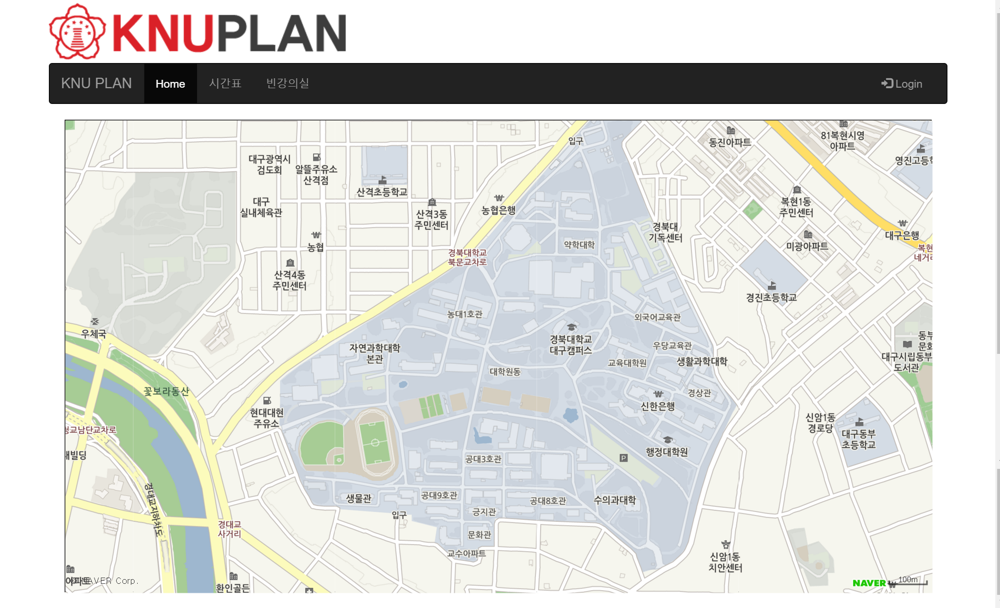 KNUPLAN
KNU PLAN
Home
시간표
빈강의실
Login
입구
동진아파트
81복현시영
아파트
영진고등학
대구광역시
검도회
알뜰주유소
산격점
산격초등학교
대구
실내체육관
산격3동
주민센터
농협은행
복현1동
주민센터
경북대
기독센터
대구은행
농협
약학대학
미광아파트
복현
네거리
경북대학교
북문교차로
산격4동
주민센터
경진초등학교
농대1호관
외국어교육관
우체국
경북대학교
대구캠퍼스
자연과학대학
본관
우당교육관
교육대학원
생활과학대학
동부
문화
대구시립동부
도서관
대학원동
꽃보라동산
경상관
신한은행
현대대현
주유소
신암1동
경로당
청교남단교차로
대구동부
초등학교
내빌딩
공대3호관
P
행정대학원
경대교지하차도
생물관
공대9호관
공대8호관
수의과대학
입구
긍지관
경대교
사거리
문화관
교수아파트
신암1동
치안센터
아파트
© NAVER Corp.
환인골든
NAVER
100m